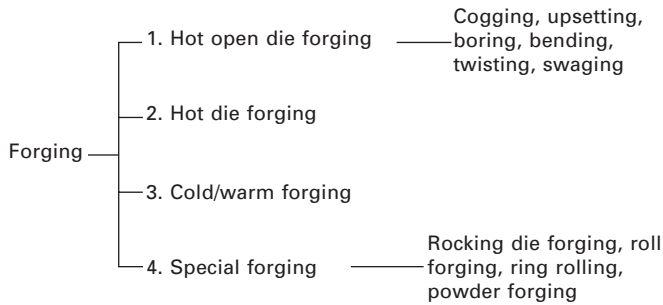 Cogging, upsetting,
1. Hot open die forging
boring, bending,
twisting, swaging
2. Hot die forging
Forging
3. Cold/warm forging
Rocking die forging, roll
4. Special forging
forging, ring rolling,
powder forging